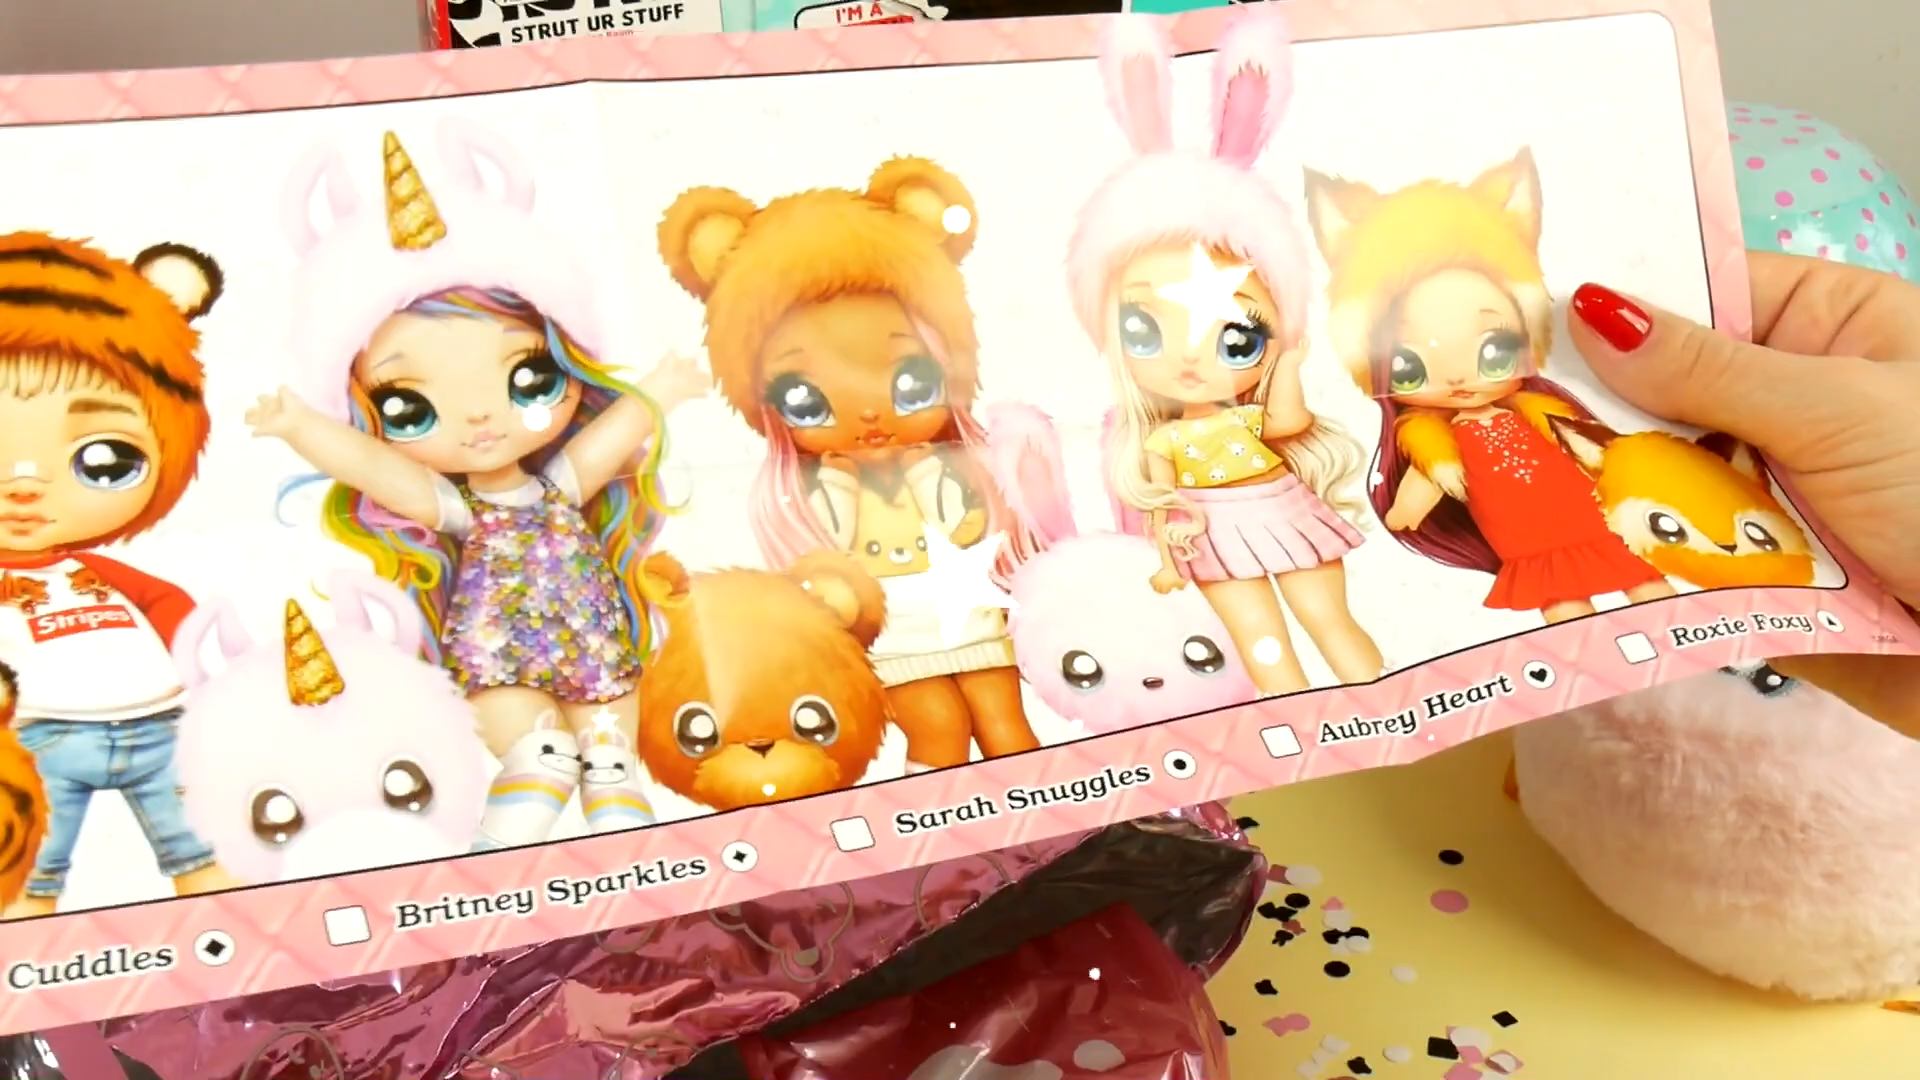 STRUT UR STUFF
I'M A
Stripes
Cuddles
Britney Sparkles
Sarah Snuggles
Aubrey Heart
Roxie Foxy